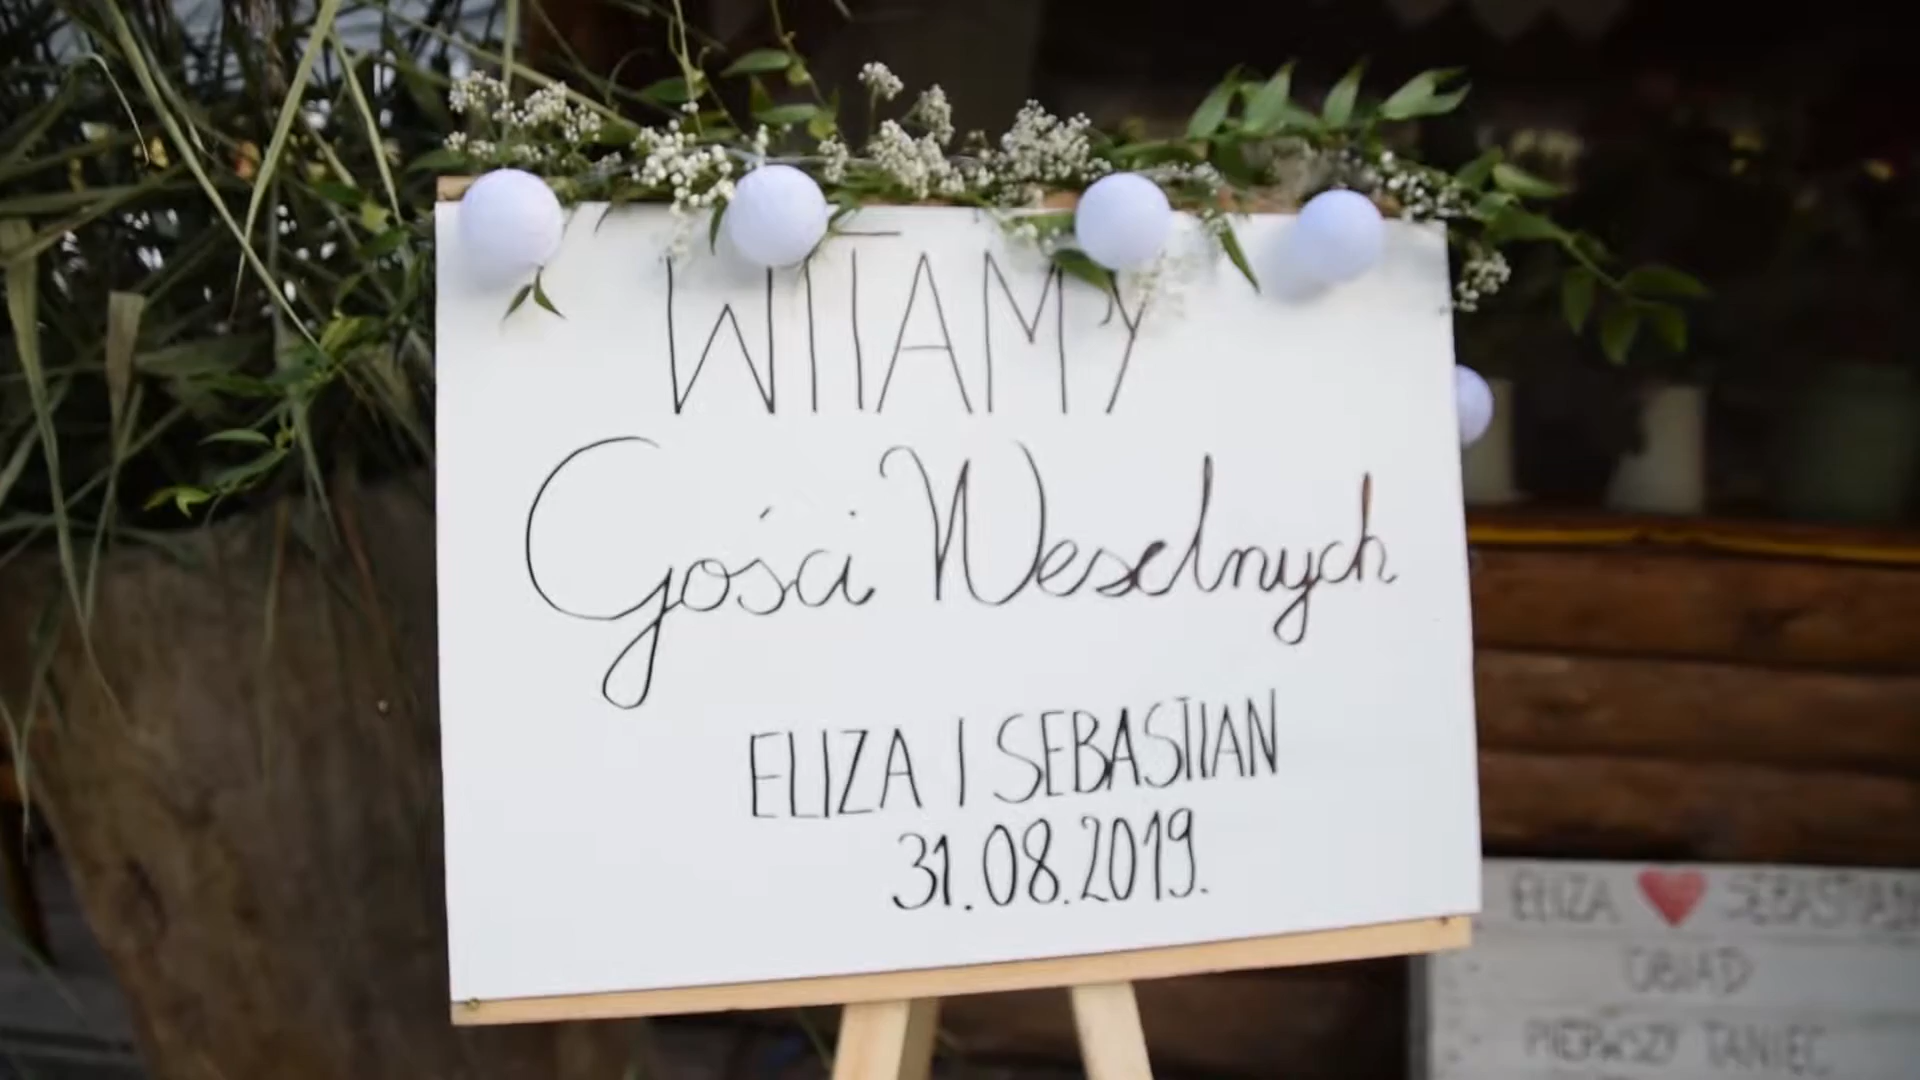 WITAMY
Gości Weselnych
ELIZA I SEBASTIAN
31.08.2019.
ELIZA ❤ SEBASTIAN
OBIAD
PIERWSZY TANIEC